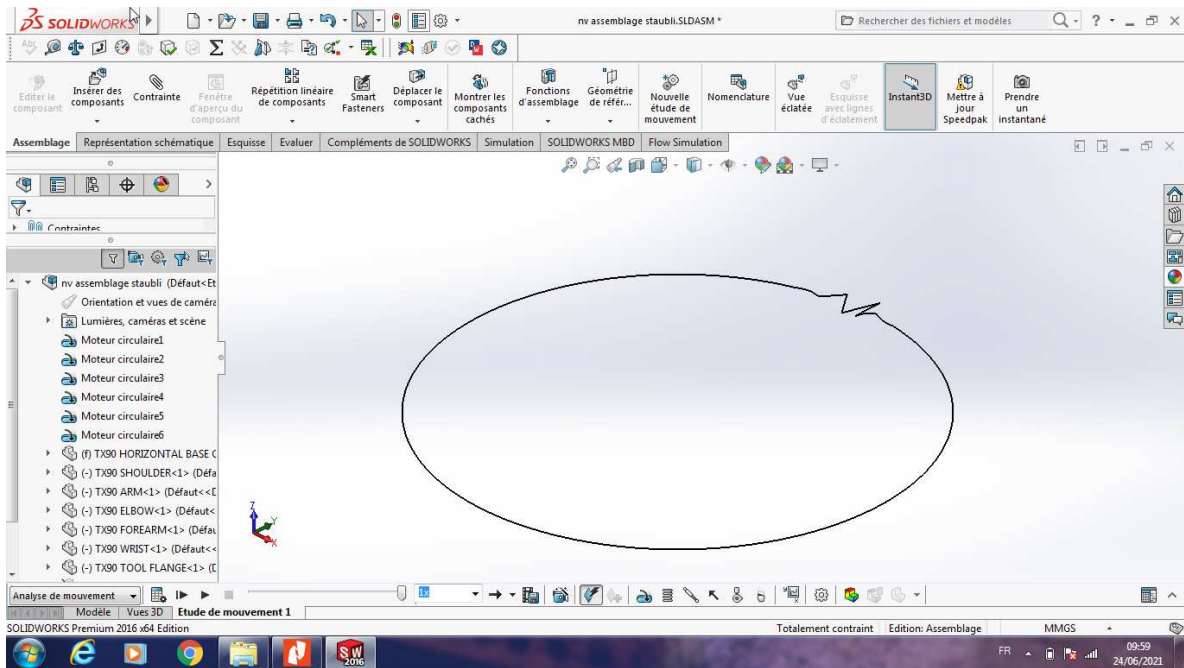 SOLIDWORKS
nv assemblage staubli.SLDASM *
Rechercher des fichiers et modèles
Editer le composant
Insérer des composants
Contrainte
Fenêtre d'aperçu du composant
Répétition linéaire de composants
Smart Fasteners
Déplacer le composant
Montrer les composants cachés
Fonctions d'assemblage
Géométrie de référ...
Nouvelle étude de mouvement
Nomenclature
Vue éclatée
Esquisse avec lignes d'éclatement
Instant3D
Mettre à jour Speedpak
Prendre un instantané
Assemblage Représentation schématique Esquisse Evaluer Compléments de SOLIDWORKS Simulation SOLIDWORKS MBD Flow Simulation
Contraintes
nv assemblage staubli (Défaut<Et
Orientation et vues de caméra
Lumières, caméras et scène
Moteur circulaire1
Moteur circulaire2
Moteur circulaire3
Moteur circulaire4
Moteur circulaire5
Moteur circulaire6
(f) TX90 HORIZONTAL BASE C
(-) TX90 SHOULDER<1> (Défa
(-) TX90 ARM<1> (Défaut<<D
(-) TX90 ELBOW<1> (Défaut<
(-) TX90 FOREARM<1> (Défau
(-) TX90 WRIST<1> (Défaut<<
(-) TX90 TOOL FLANGE<1> (D
Z
Y
X
Analyse de mouvement
1x
Modèle Vues 3D Etude de mouvement 1
SOLIDWORKS Premium 2016 x64 Edition
Totalement contraint Edition: Assemblage MMGS
SW 2016
FR
09:59
24/06/2021